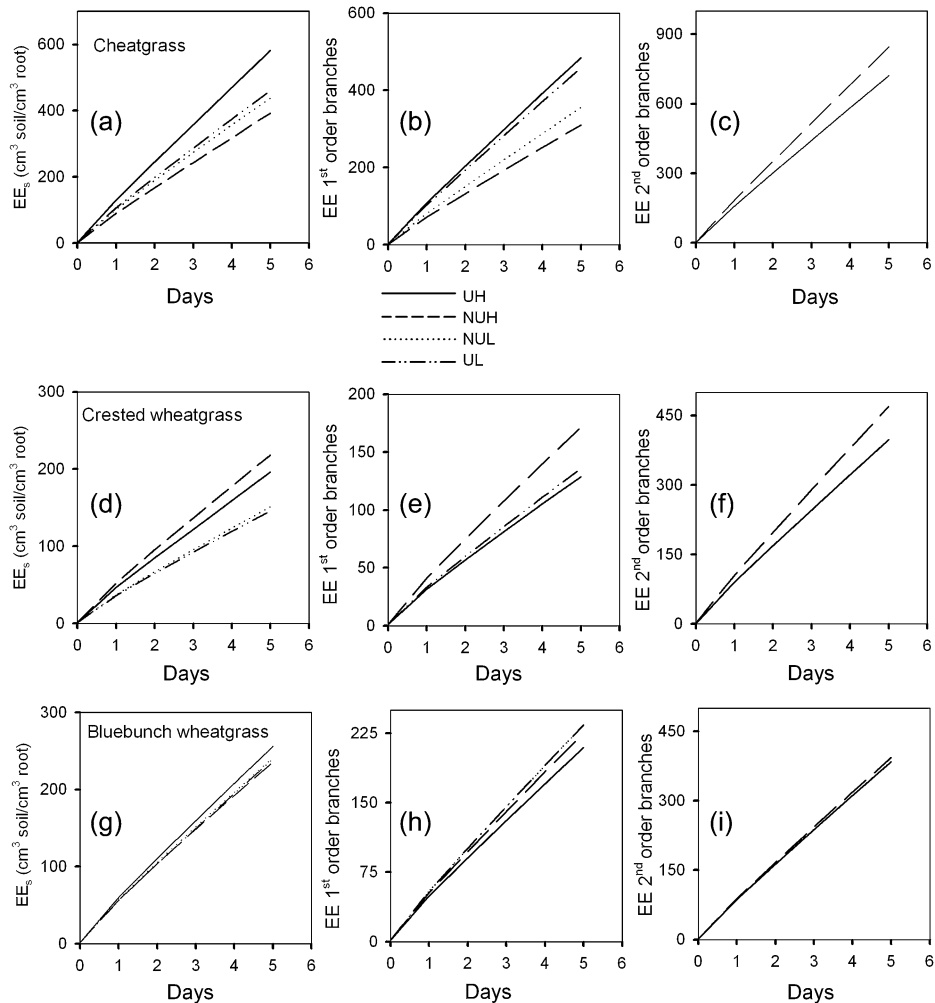 Cheatgrass
(a)
EEs (cm³ soil/cm³ root)
600
400
200
0
0 1 2 3 4 5 6
Days
(b)
EE 1st order branches
600
400
200
0
0 1 2 3 4 5 6
Days
(c)
EE 2nd order branches
900
600
300
0
0 1 2 3 4 5 6
Days
UH
NUH
NUL
UL
Crested wheatgrass
(d)
EEs (cm³ soil/cm³ root)
300
200
100
0
0 1 2 3 4 5 6
Days
(e)
EE 1st order branches
200
150
100
50
0
0 1 2 3 4 5 6
Days
(f)
EE 2nd order branches
450
300
150
0
0 1 2 3 4 5 6
Days
Bluebunch wheatgrass
(g)
EEs (cm³ soil/cm³ root)
300
200
100
0
0 1 2 3 4 5 6
Days
(h)
EE 1st order branches
225
150
75
0
0 1 2 3 4 5 6
Days
(i)
EE 2nd order branches
450
300
150
0
0 1 2 3 4 5 6
Days